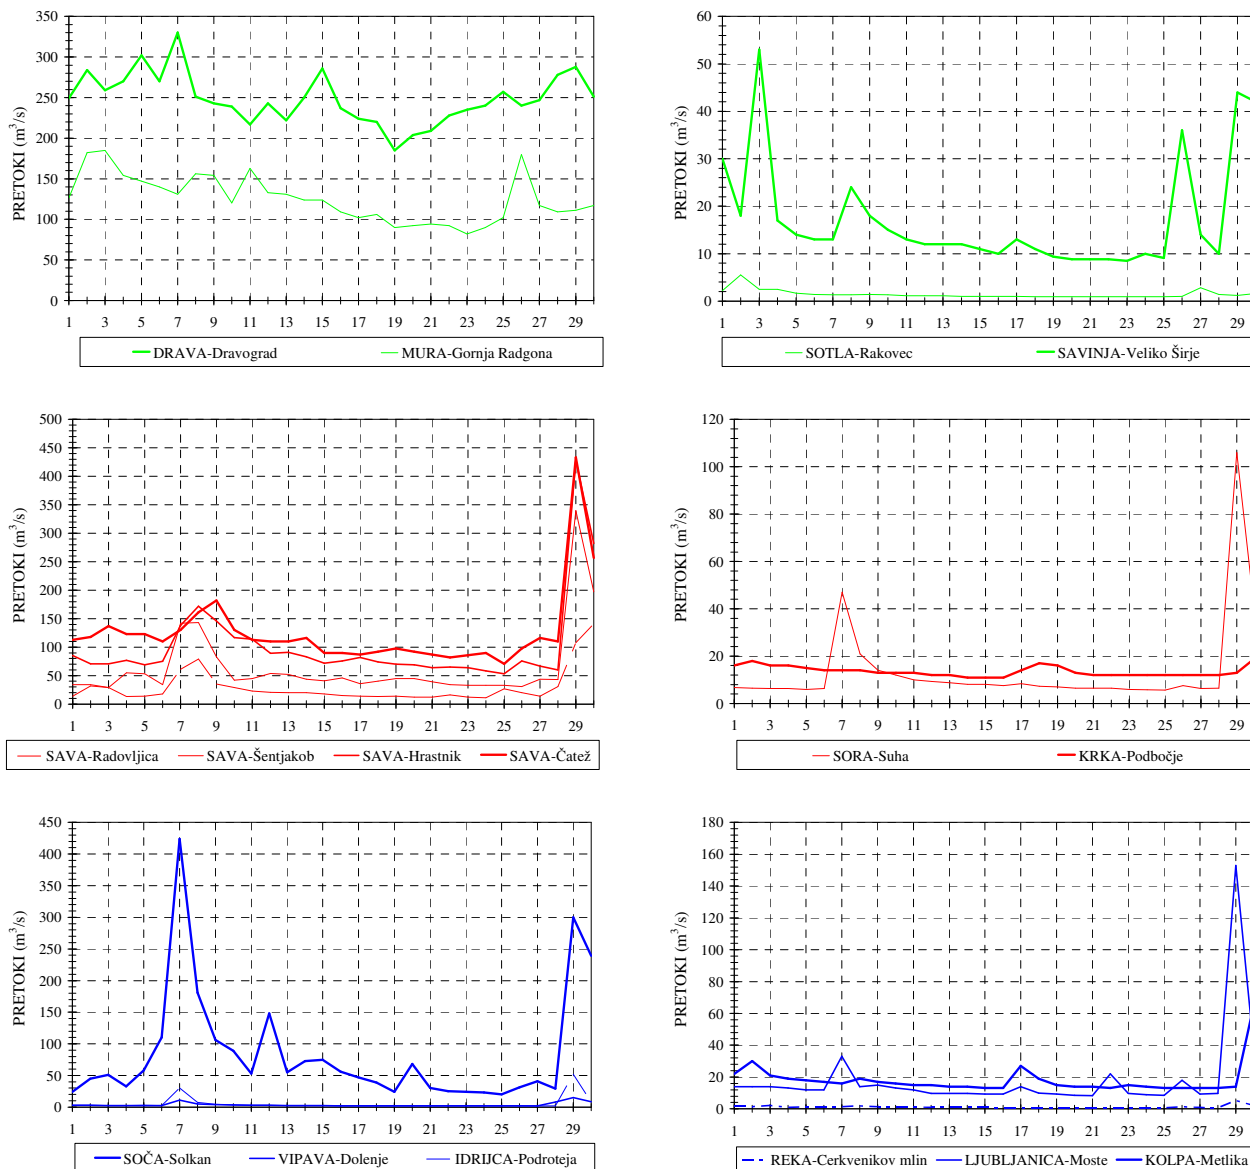 350
300
250
200
150
100
50
0
PRETOKI (m³/s)
1 3 5 7 9 11 13 15 17 19 21 23 25 27 29
DRAVA-Dravograd MURA-Gornja Radgona
60
50
40
30
20
10
0
PRETOKI (m³/s)
1 3 5 7 9 11 13 15 17 19 21 23 25 27 29
SOTLA-Rakovec SAVINJA-Veliko Širje
500
450
400
350
300
250
200
150
100
50
0
PRETOKI (m³/s)
1 3 5 7 9 11 13 15 17 19 21 23 25 27 29
SAVA-Radovljica SAVA-Šentjakob SAVA-Hrastnik SAVA-Čatež
120
100
80
60
40
20
0
PRETOKI (m³/s)
1 3 5 7 9 11 13 15 17 19 21 23 25 27 29
SORA-Suha KRKA-Podbočje
450
400
350
300
250
200
150
100
50
0
PRETOKI (m³/s)
1 3 5 7 9 11 13 15 17 19 21 23 25 27 29
SOČA-Solkan VIPAVA-Dolenje IDRIJCA-Podroteja
180
160
140
120
100
80
60
40
20
0
PRETOKI (m³/s)
1 3 5 7 9 11 13 15 17 19 21 23 25 27 29
REKA-Cerkvenikov mlin LJUBLJANICA-Moste KOLPA-Metlika